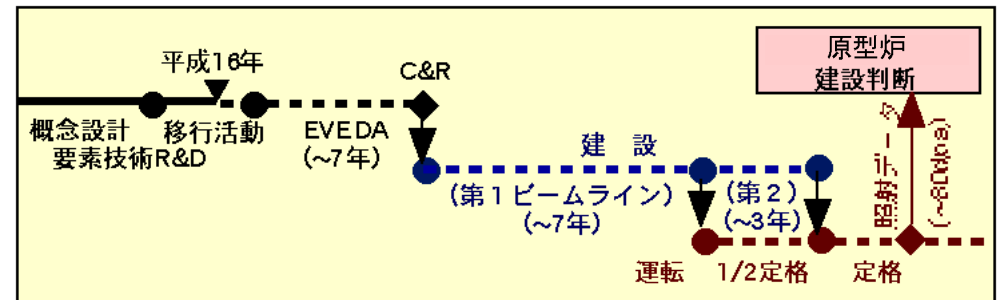 原型炉
建設判断
平成16年
C&R
概念設計
要素技術R&D
移行活動
EVEDA
(~7年)
建　設
(第１ビームライン)
(~7年)
(第２)
(~3年)
照射データ
(~80dpa)
運転
1/2定格
定格